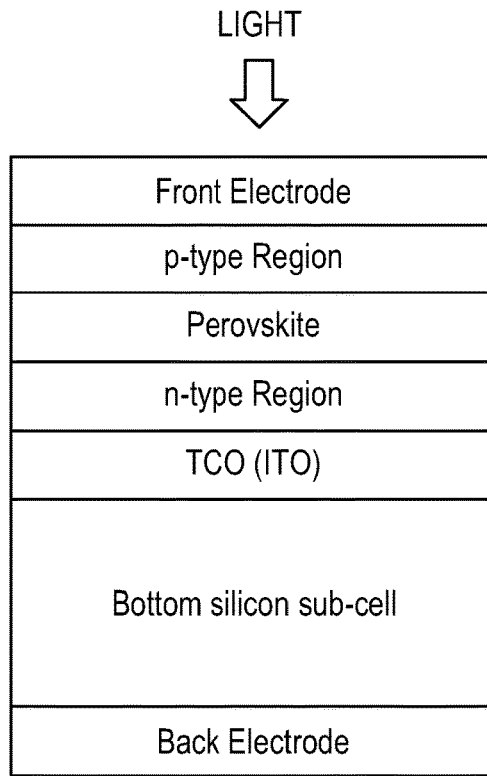 LIGHT
Front Electrode
p-type Region
Perovskite
n-type Region
TCO (ITO)
Bottom silicon sub-cell
Back Electrode